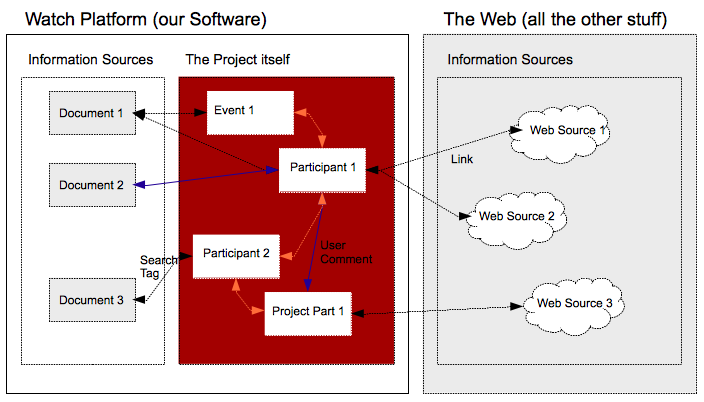 Watch Platform (our Software)
The Web (all the other stuff)
Information Sources
The Project itself
Information Sources
Document 1
Event 1
Web Source 1
Link
Participant 1
Document 2
Web Source 2
Participant 2
User
Comment
Search
Tag
Document 3
Project Part 1
Web Source 3